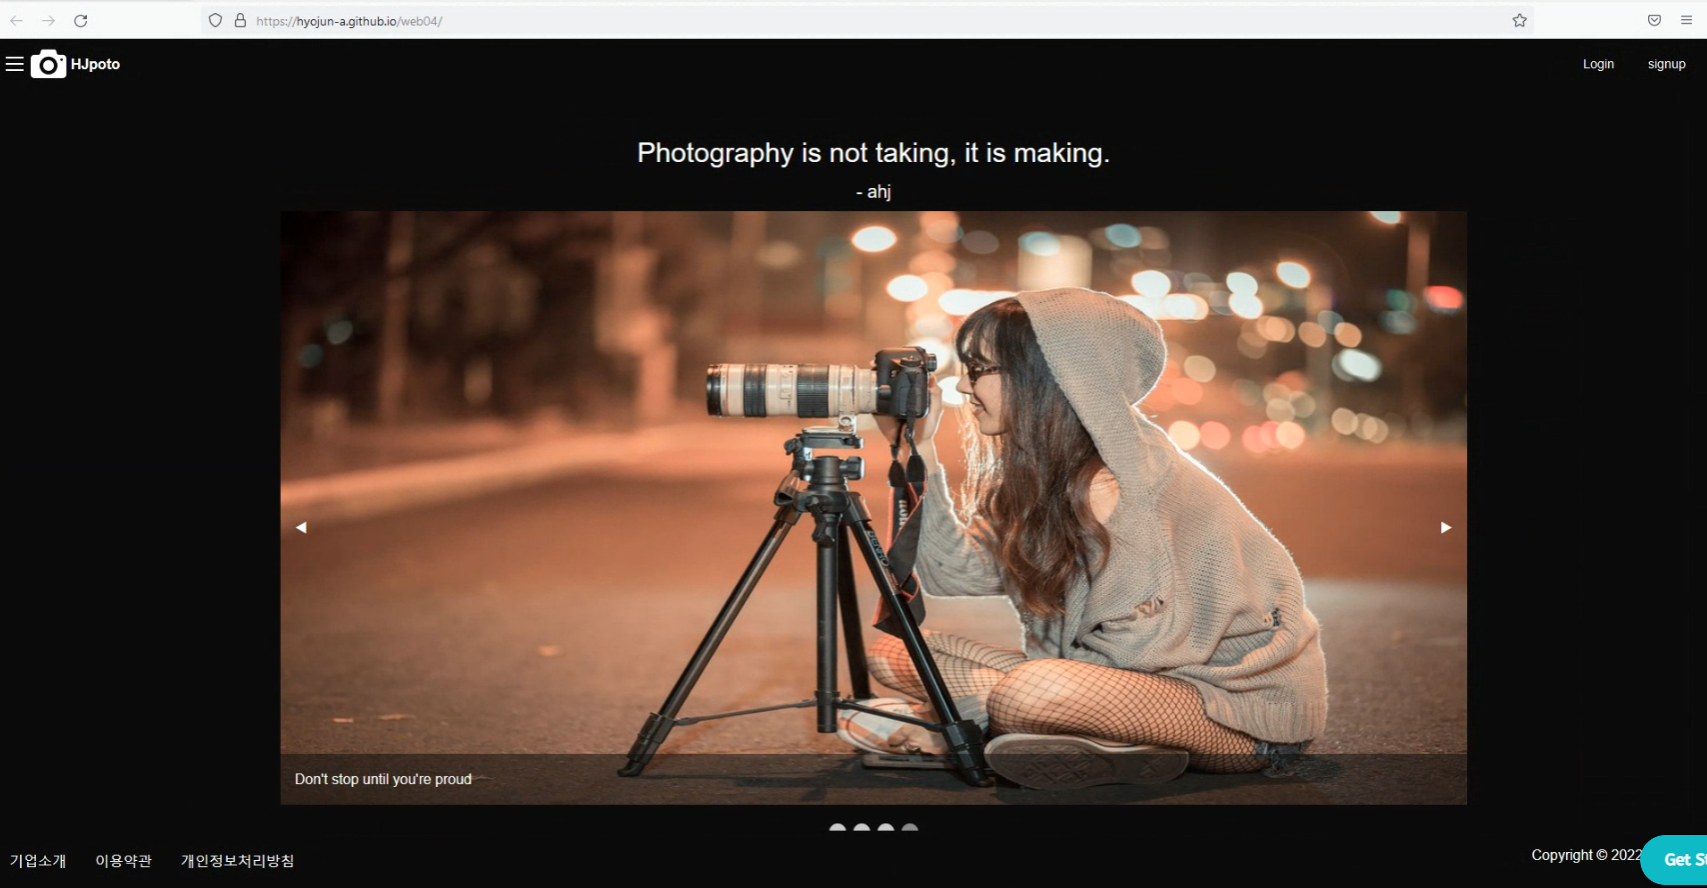 https://hyojun-a.github.io/web04/
HJpoto
Login
signup
Photography is not taking, it is making.
- ahj
Don't stop until you're proud
기업소개
이용약관
개인정보처리방침
Copyright © 2022
Get